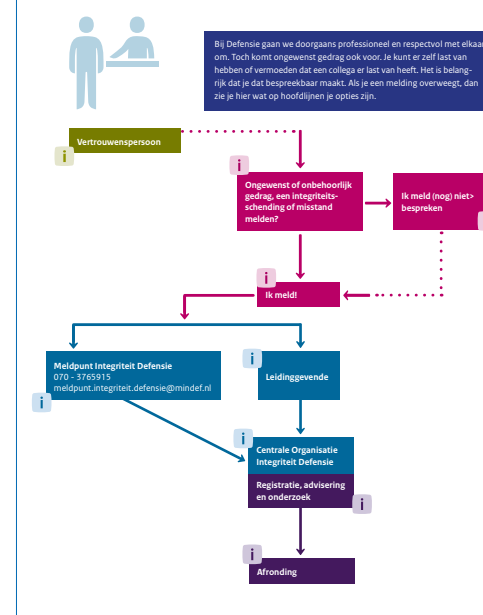 Bij Defensie gaan we doorgaans professioneel en respectvol met elkaar
om. Toch komt ongewenst gedrag ook voor. Je kunt er zelf last van
hebben of vermoeden dat een collega er last van heeft. Het is belang-
rijk dat je dat bespreekbaar maakt. Als je een melding overweegt, dan
zie je hier wat op hoofdlijnen je opties zijn.
Vertrouwenspersoon
i
i
Ongewenst of onbehoorlijk
gedrag, een integriteits-
schending of misstand
melden?
Ik meld (nog) niet>
bespreken
i
Ik meld!
Meldpunt Integriteit Defensie
070 - 3765915
meldpunt.integriteit.defensie@mindef.nl
i
i
Leidinggevende
i
Centrale Organisatie
Integriteit Defensie
Registratie, advisering
en onderzoek
i
i
Afronding